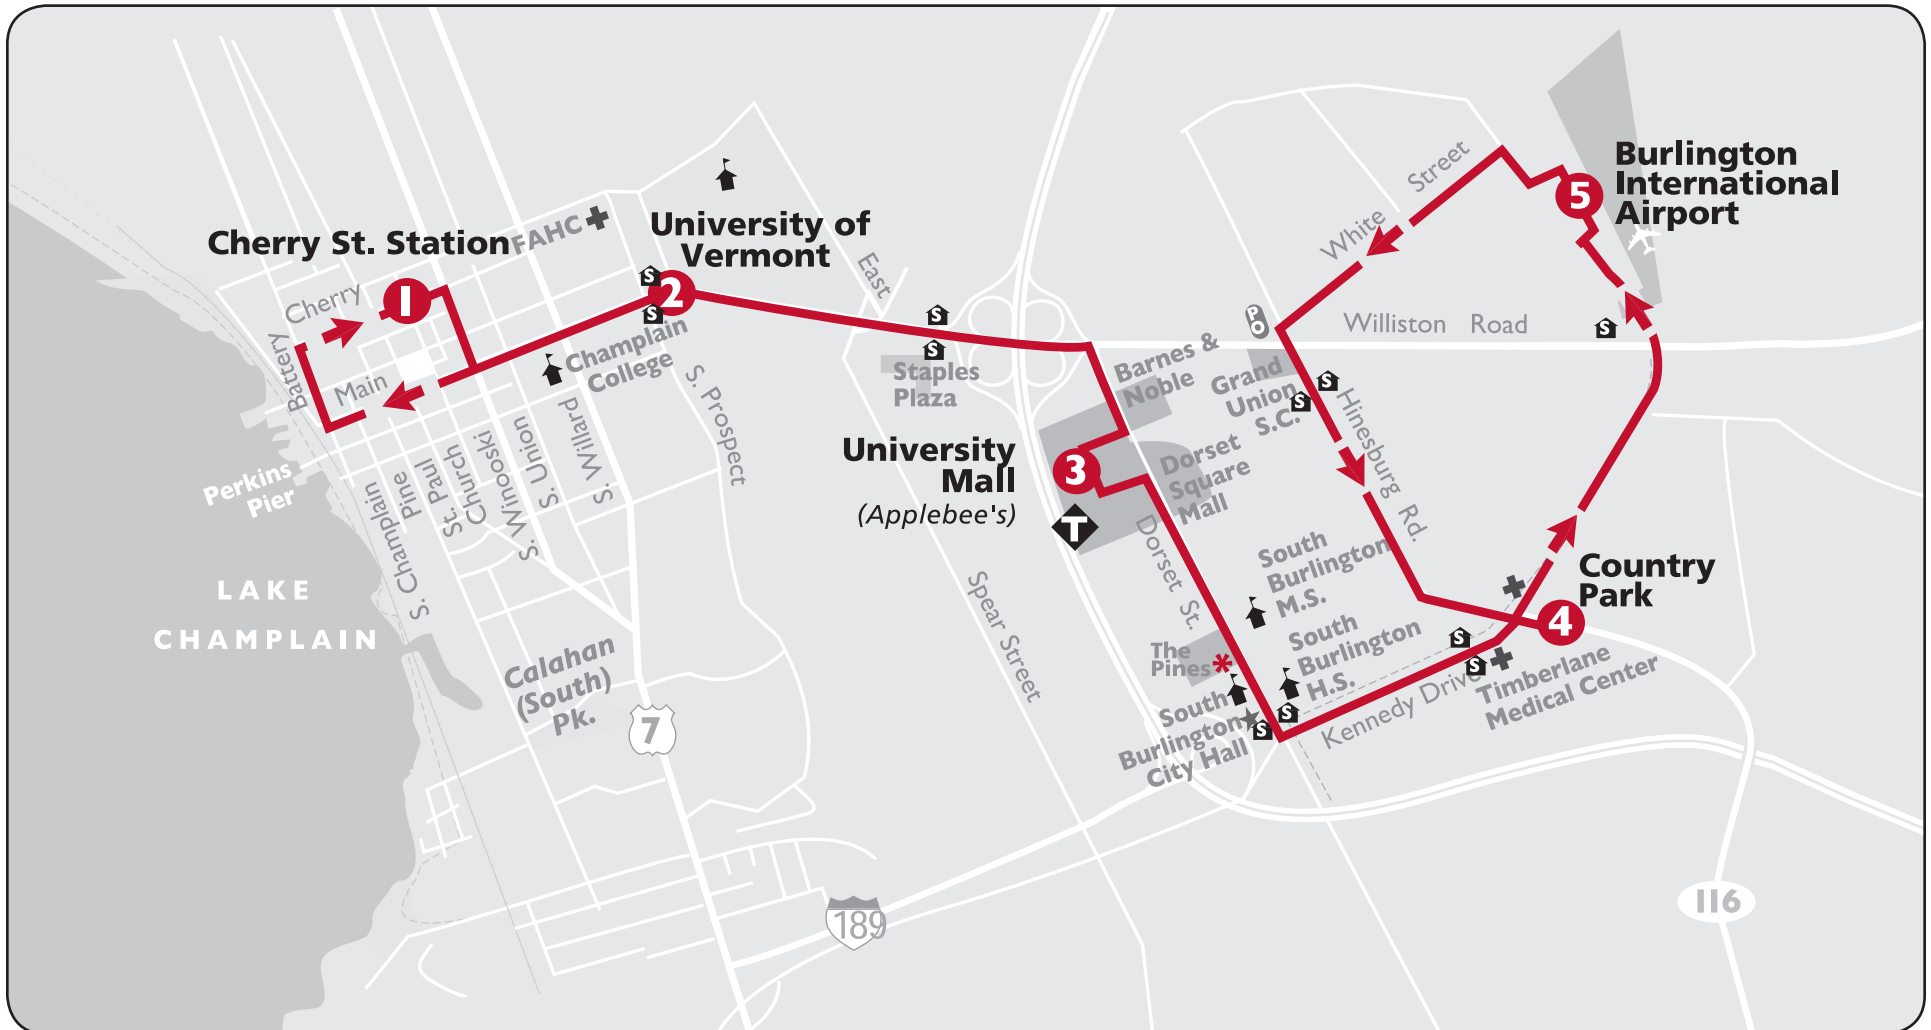 Cherry St. Station
FAHC
University of
Vermont
Burlington
International
Airport
5
Street
White
East
Cherry
1
2
S
S
Battery
Main
Champlain
College
S
S
Staples
Plaza
P
O
Williston Road
S
Barnes &
Noble
Grand
Union
S.C.
S
S
Hinesburg Rd.
S. Prospect
S. Willard
S. Union
S. Winooski
Church
St. Paul
Pine
S. Champlain
Perkins
Pier
University
Mall
(Applebee's)
3
T
Dorset
Square
Mall
Dorset St.
South
Burlington
M.S.
Country
Park
4
LAKE
CHAMPLAIN
Spear Street
The
Pines*
South
Burlington
H.S.
S
S
Timberlane
Medical Center
Kennedy Drive
Calahan
(South)
Pk.
7
South
Burlington
City Hall
S
S
189
116